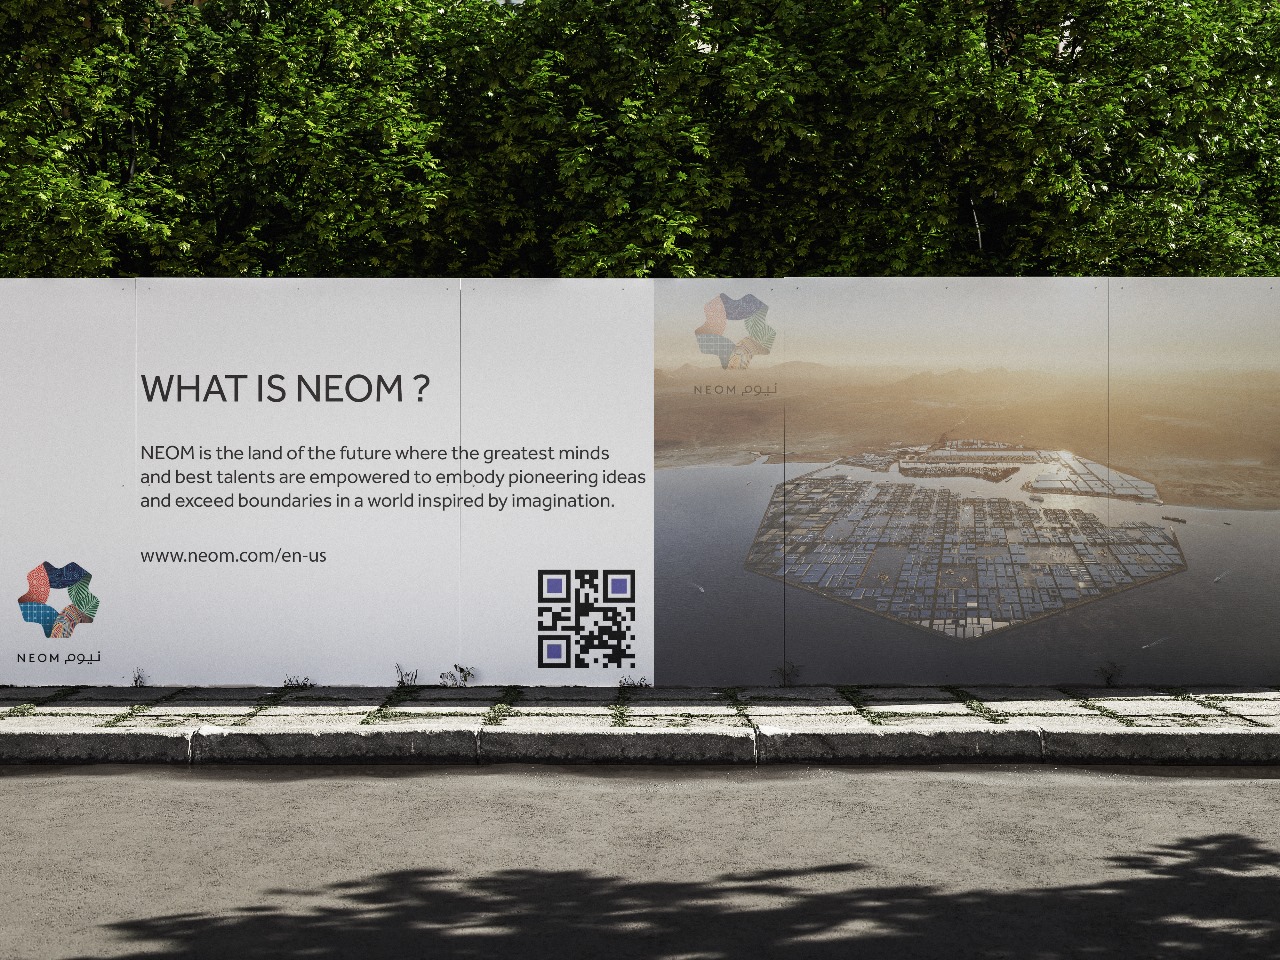 WHAT IS NEOM ?
NEOM is the land of the future where the greatest minds
and best talents are empowered to embody pioneering ideas
and exceed boundaries in a world inspired by imagination.
www.neom.com/en-us
NEOM نيوم
NEOM نيوم